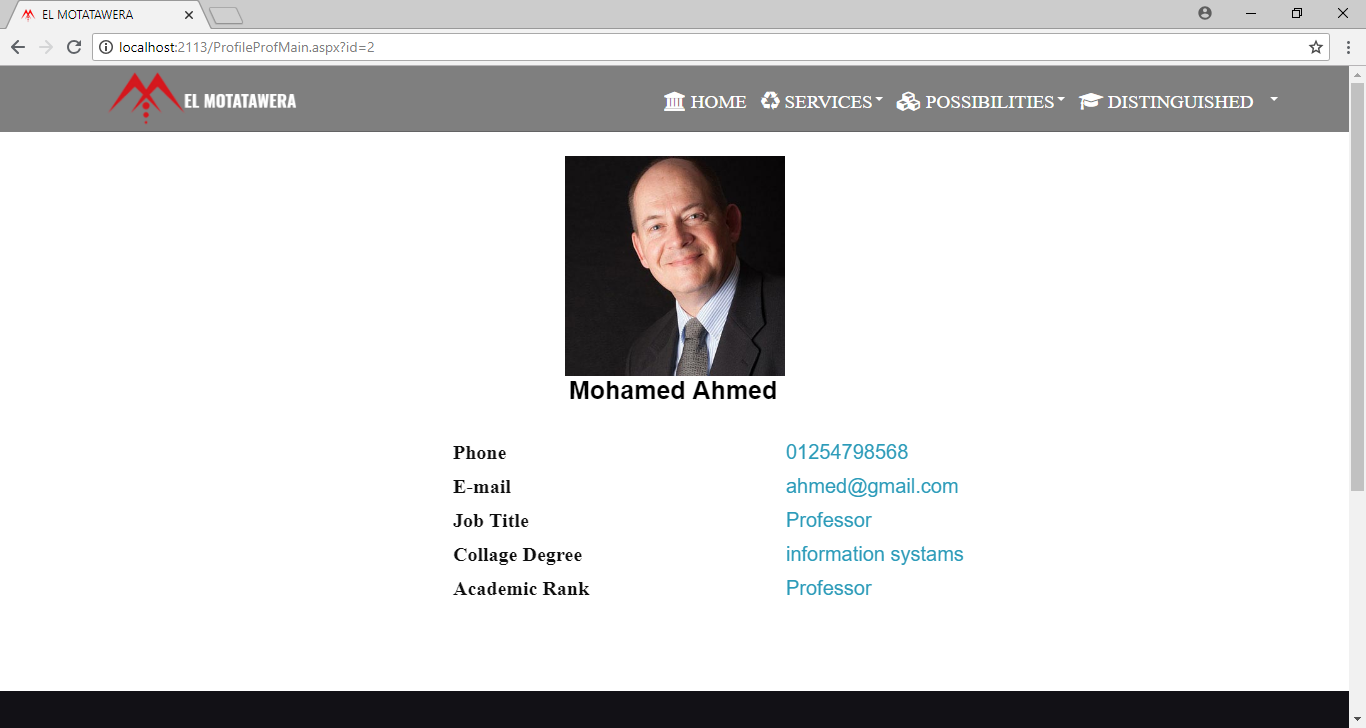 EL MOTATAWERA
localhost:2113/ProfileProfMain.aspx?id=2
EL MOTATAWERA HOME SERVICES POSSIBILITIES DISTINGUISHED
Mohamed Ahmed
Phone 01254798568
E-mail ahmed@gmail.com
Job Title Professor
Collage Degree information systams
Academic Rank Professor